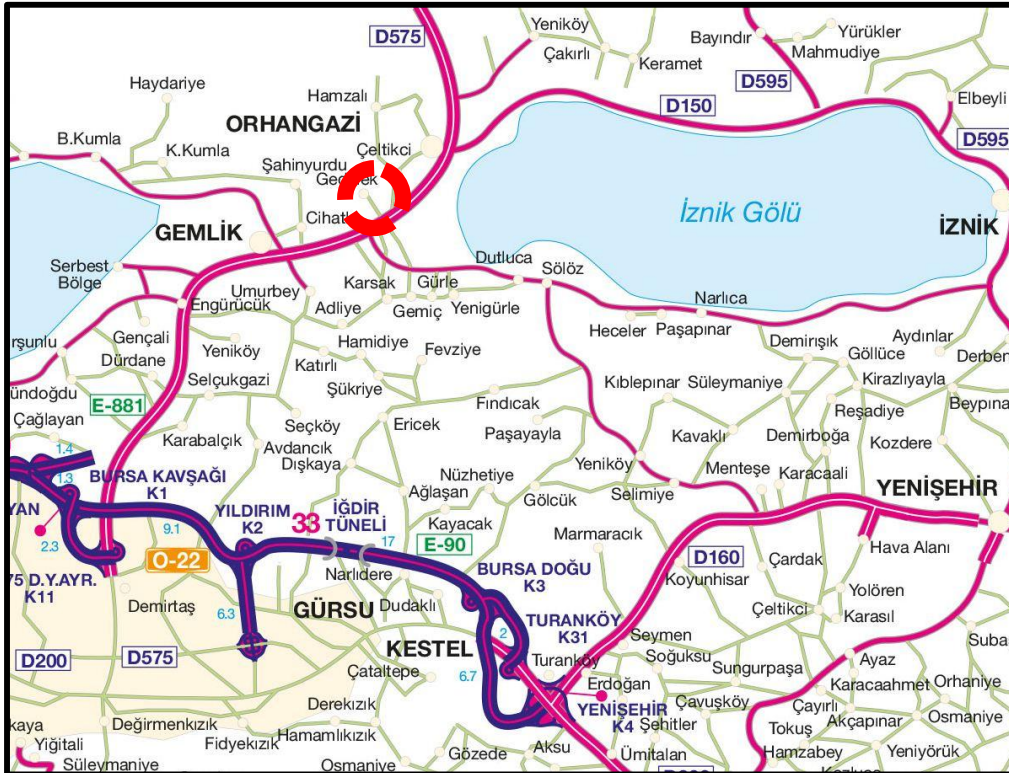 D575
Yeniköy
Çakırlı
Keramet
Bayındır
Yürükler
Mahmudiye
D595
Haydariye
Hamzalı
D150
Elbeyli
ORHANGAZİ
D595
B.Kumla
K.Kumla
Çeltikci
Şahinyurdu
İznik Gölü
İZNİK
GEMLİK
Serbest
Bölge
Umurbey
Engürücük
Karsak
Gürle
Dutluca
Sölöz
Adliye
Gemiç
Yenigürle
Narlıca
Heceler
Paşapınar
Gençali
Dürdane
Yeniköy
Hamidiye
Fevziye
Katırlı
Şükriye
Demirışık
Göllüce
Aydınlar
Selçukgazi
Kıblepınar
Süleymaniye
Kirazlıyayla
E-881
Çağlayan
Karabalçık
Seçköy
Avdancık
Dışkaya
Ericek
Fındıcak
Paşayayla
Kavaklı
Demirboğa
Reşadiye
Kozdere
1.4
1.3
BURSA KAVŞAĞI
K1
YILDIRIM
K2
33
İĞDİR
TÜNELİ
Nüzhetiye
Ağlaşan
Gölcük
Yeniköy
Selimiye
Menteşe
Karacaali
YENİŞEHİR
2.3
9.1
17
Kayacak
E-90
Marmaracık
D160
Hava Alanı
O-22
K11
Demirtaş
6.3
Narlıdere
GÜRSU
Dudaklı
BURSA DOĞU
K3
Koyunhisar
Çardak
Çeltikci
Yolören
Karasıl
D200
D575
KESTEL
2
TURANKÖY
K31
Turanköy
Seymen
Soğuksu
Sungurpaşa
Ayaz
Karacaahmet
Orhaniye
Çataltepe
6.7
Erdoğan
YENİŞEHİR
K4
Çavuşköy
Çayırlı
Akçapınar
Osmaniye
Değirmenkızık
Derekızık
Hamamlıkızık
Fidyekızık
Şehitler
Tokuş
Yiğitali
Süleymaniye
Osmaniye
Gözede
Aksu
Ümitalan
Hamzabey
Yeniyörük